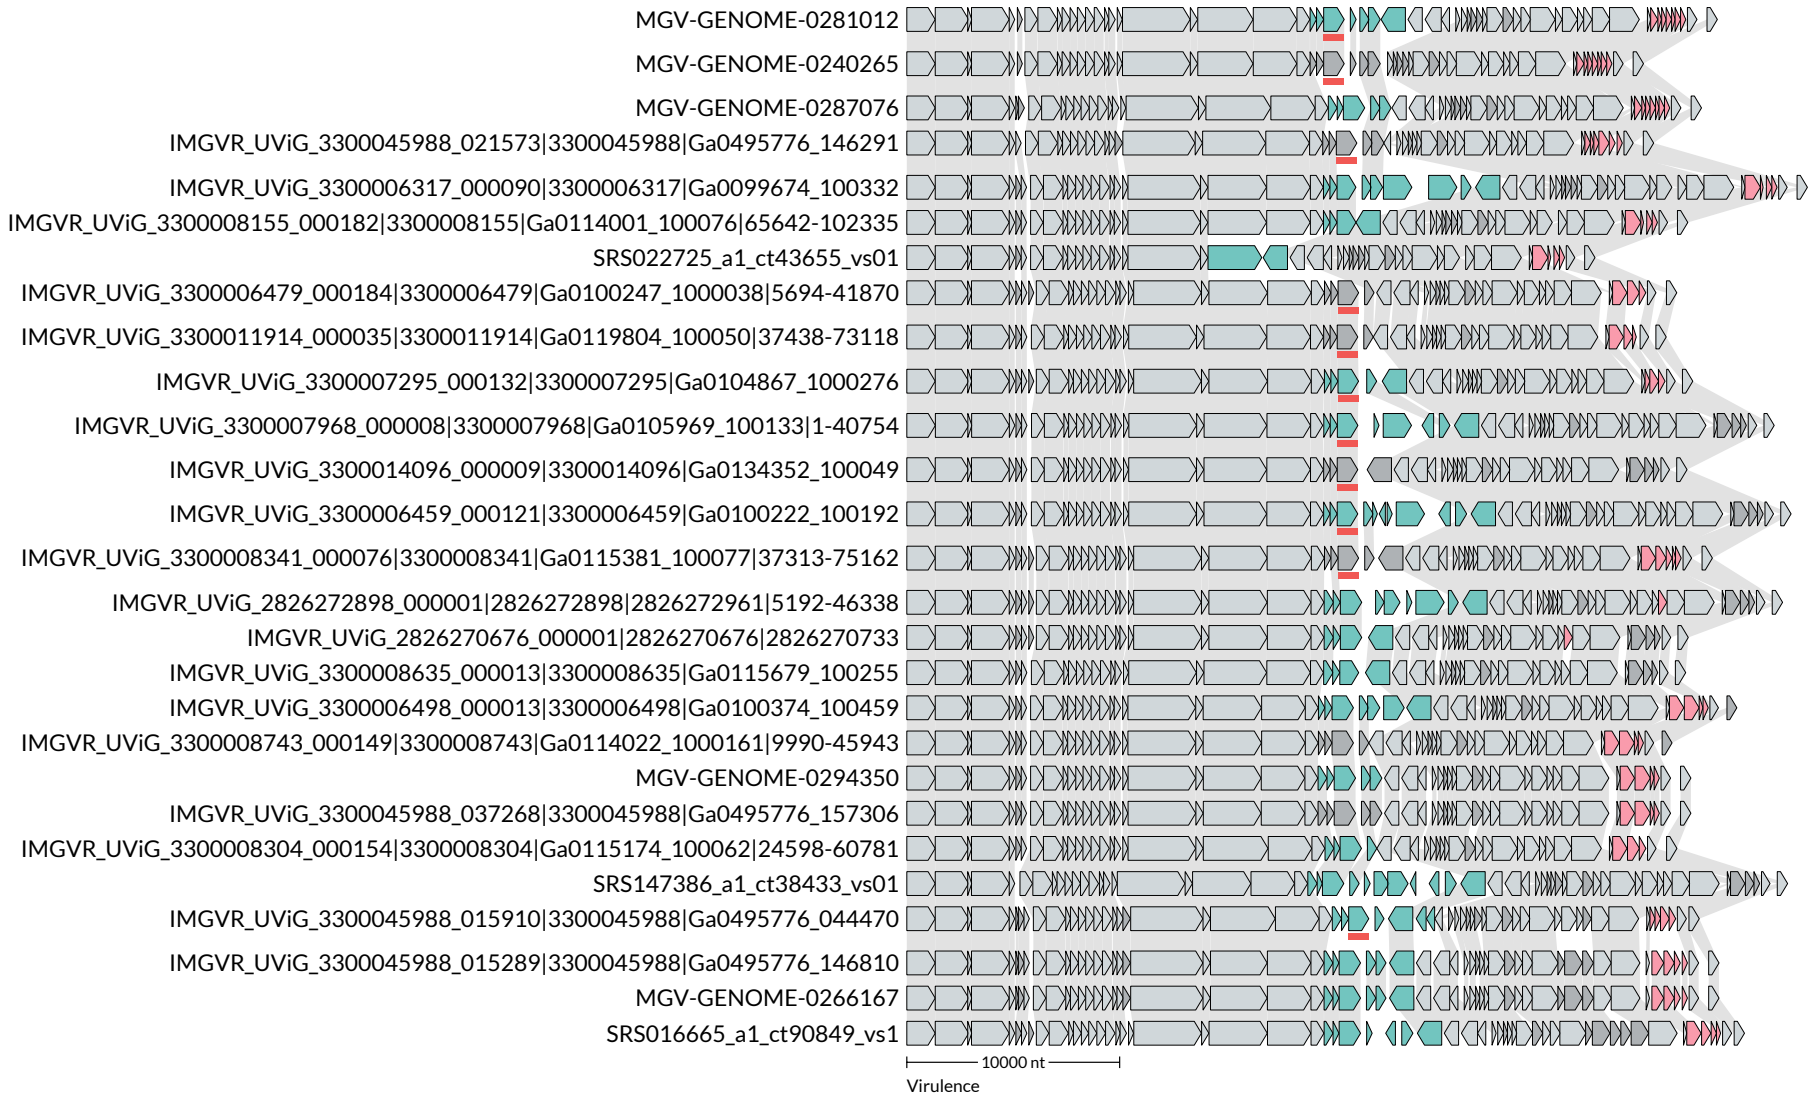 MGV-GENOME-0281012
MGV-GENOME-0240265
MGV-GENOME-0287076
IMGVR_UViG_3300045988_021573|3300045988|Ga0495776_146291
IMGVR_UViG_3300006317_000090|3300006317|Ga0099674_100332
IMGVR_UViG_3300008155_000182|3300008155|Ga0114001_100076|65642-102335
SRS022725_a1_ct43655_vs01
IMGVR_UViG_3300006479_000184|3300006479|Ga0100247_1000038|5694-41870
IMGVR_UViG_3300011914_000035|3300011914|Ga0119804_100050|37438-73118
IMGVR_UViG_3300007295_000132|3300007295|Ga0104867_1000276
IMGVR_UViG_3300007968_000008|3300007968|Ga0105969_100133|1-40754
IMGVR_UViG_3300014096_000009|3300014096|Ga0134352_100049
IMGVR_UViG_3300006459_000121|3300006459|Ga0100222_100192
IMGVR_UViG_3300008341_000076|3300008341|Ga0115381_100077|37313-75162
IMGVR_UViG_2826272898_000001|2826272898|2826272961|5192-46338
IMGVR_UViG_2826270676_000001|2826270676|2826270733
IMGVR_UViG_3300008635_000013|3300008635|Ga0115679_100255
IMGVR_UViG_3300006498_000013|3300006498|Ga0100374_100459
IMGVR_UViG_3300008743_000149|3300008743|Ga0114022_1000161|9990-45943
MGV-GENOME-0294350
IMGVR_UViG_3300045988_037268|3300045988|Ga0495776_157306
IMGVR_UViG_3300008304_000154|3300008304|Ga0115174_100062|24598-60781
SRS147386_a1_ct38433_vs01
IMGVR_UViG_3300045988_015910|3300045988|Ga0495776_044470
IMGVR_UViG_3300045988_015289|3300045988|Ga0495776_146810
MGV-GENOME-0266167
SRS016665_a1_ct90849_vs1
10000 nt
Virulence